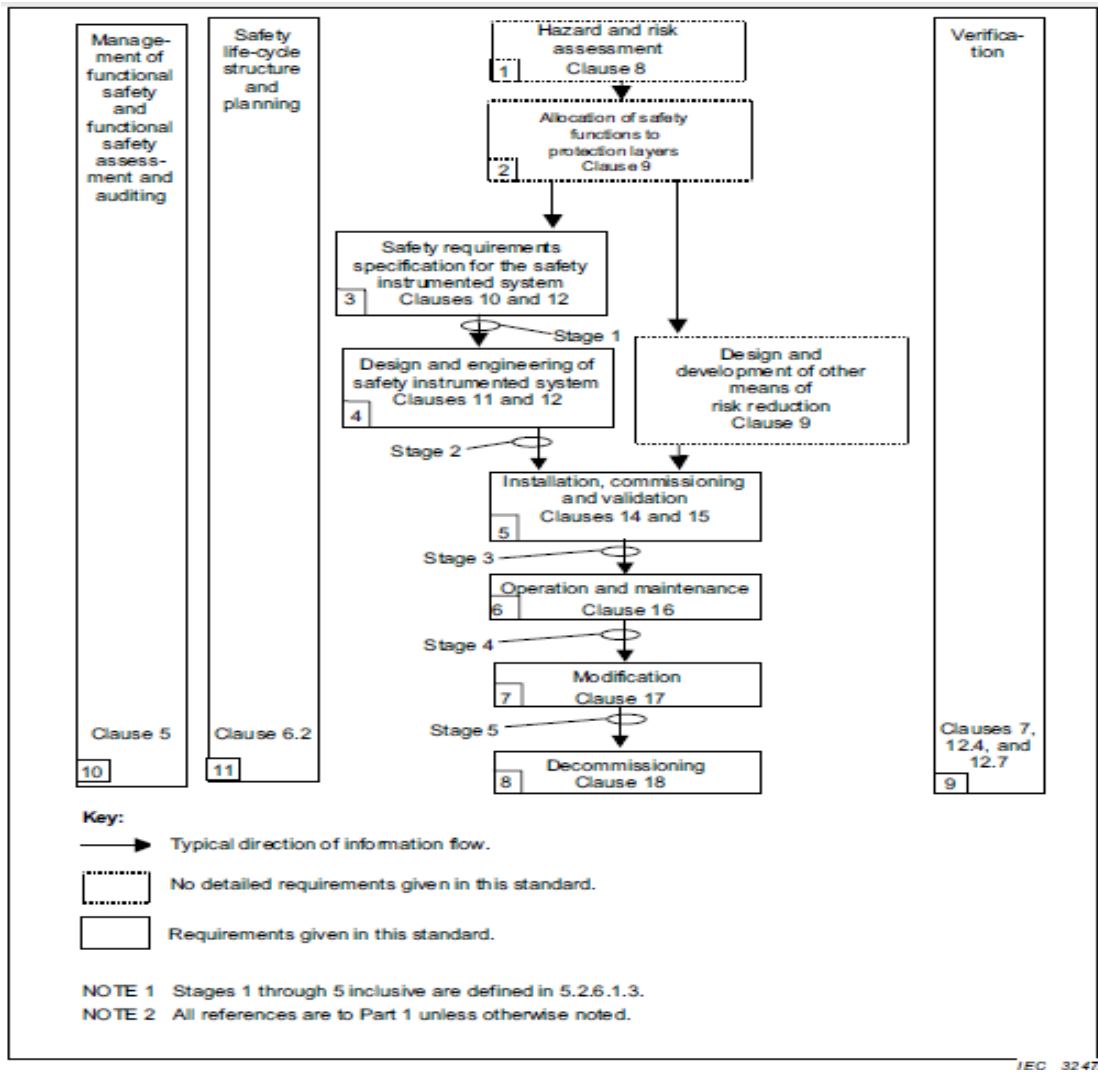 Manage-
ment of
functional
safety
and
functional
safety
assess-
ment and
auditing
Clause 5
10
Safety
life-cycle
structure
and
planning
Clause 6.2
11
Hazard and risk
assessment
Clause 8
1
Allocation of safety
functions to
protection layers
Clause 9
2
Safety requirements
specification for the safety
instrumented system
Clauses 10 and 12
3
Stage 1
Design and engineering of
safety instrumented system
Clauses 11 and 12
4
Design and
development of other
means of
risk reduction
Clause 9
Stage 2
Installation, commissioning
and validation
Clauses 14 and 15
5
Stage 3
Operation and maintenance
Clause 16
6
Stage 4
Modification
Clause 17
7
Stage 5
Decommissioning
Clause 18
8
Verifica-
tion
Clauses 7,
12.4, and
12.7
9
Key:
Typical direction of information flow.
No detailed requirements given in this standard.
Requirements given in this standard.
NOTE 1 Stages 1 through 5 inclusive are defined in 5.2.6.1.3.
NOTE 2 All references are to Part 1 unless otherwise noted.
IEC 3247